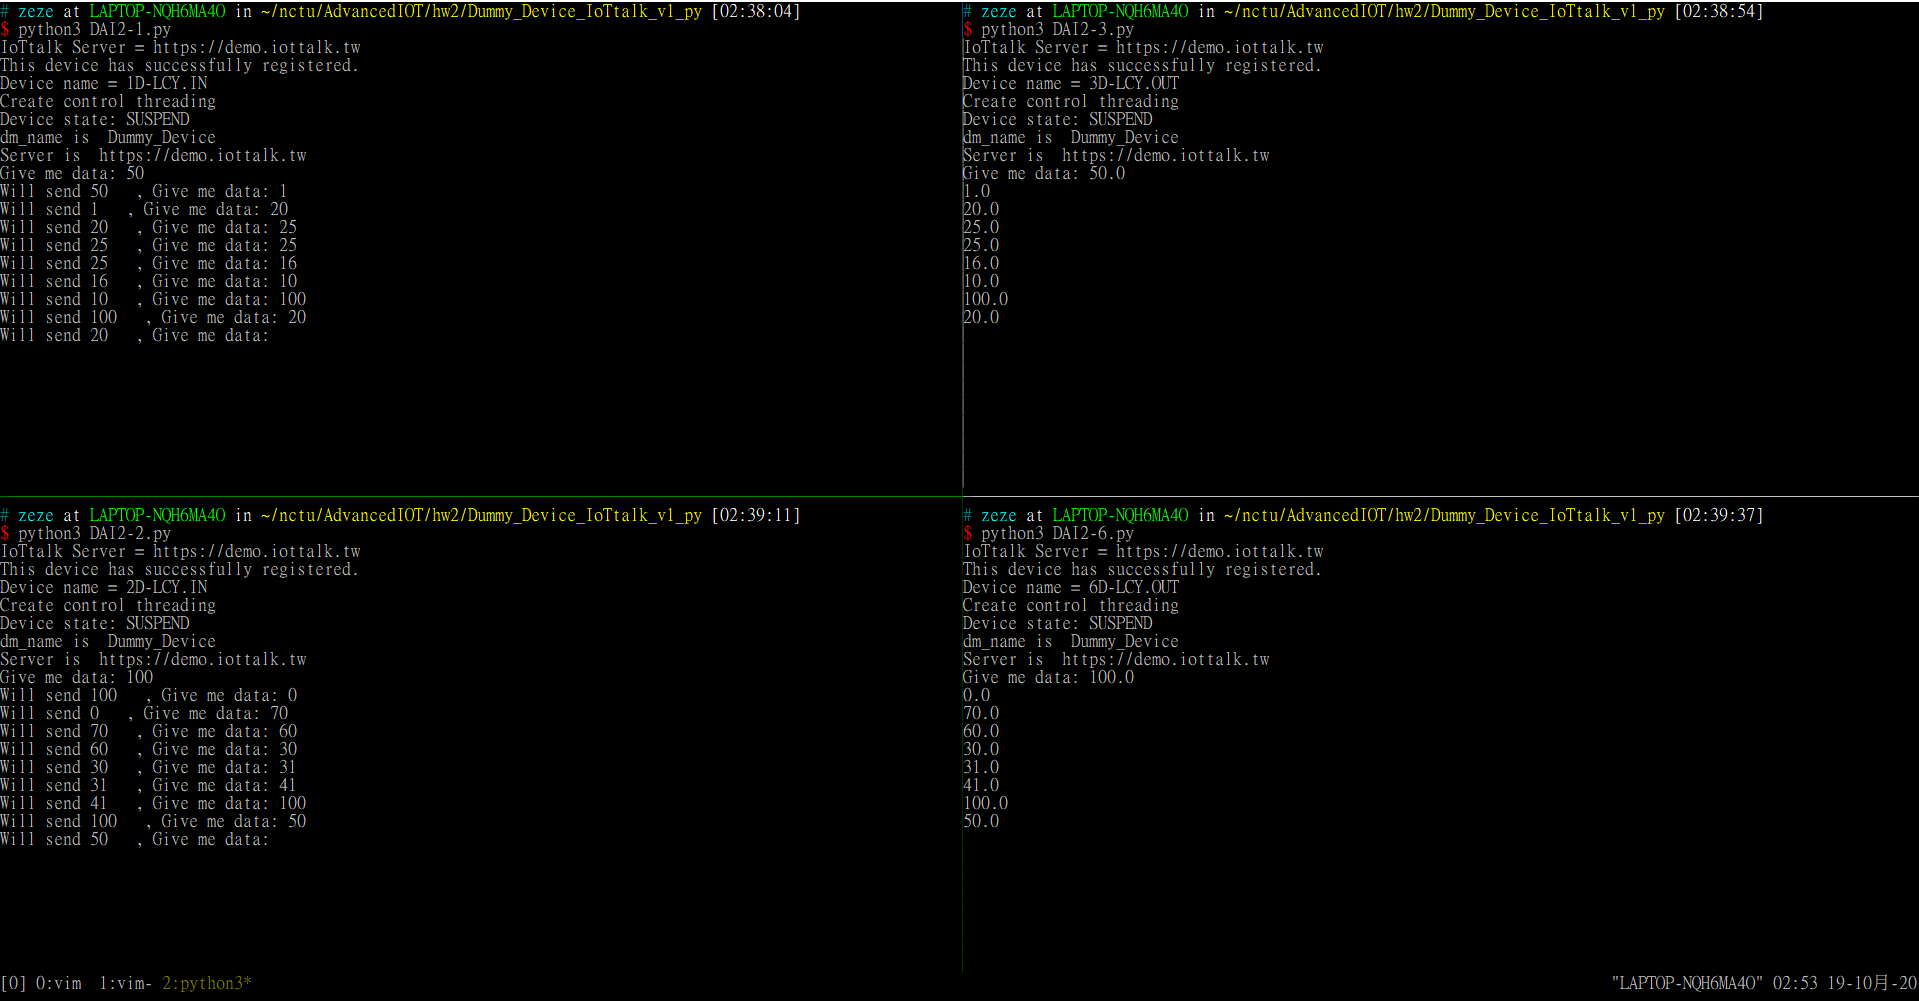 # zeze at LAPTOP-NQH6MA4O in ~/nctu/AdvancedIOT/hw2/Dummy_Device_IoTtalk_v1_py [02:38:04]
$ python3 DAI2-1.py
IoTtalk Server = https://demo.iottalk.tw
This device has successfully registered.
Device name = 1D-LCY.IN
Create control threading
Device state: SUSPEND
dm_name is  Dummy_Device
Server is  https://demo.iottalk.tw
Give me data: 50
Will send 50   , Give me data: 1
Will send 1   , Give me data: 20
Will send 20   , Give me data: 25
Will send 25   , Give me data: 25
Will send 25   , Give me data: 16
Will send 16   , Give me data: 10
Will send 10   , Give me data: 100
Will send 100   , Give me data: 20
Will send 20   , Give me data:
# zeze at LAPTOP-NQH6MA4O in ~/nctu/AdvancedIOT/hw2/Dummy_Device_IoTtalk_v1_py [02:38:54]
$ python3 DAI2-3.py
IoTtalk Server = https://demo.iottalk.tw
This device has successfully registered.
Device name = 3D-LCY.OUT
Create control threading
Device state: SUSPEND
dm_name is  Dummy_Device
Server is  https://demo.iottalk.tw
Give me data: 50.0
1.0
20.0
25.0
25.0
16.0
10.0
100.0
20.0
# zeze at LAPTOP-NQH6MA4O in ~/nctu/AdvancedIOT/hw2/Dummy_Device_IoTtalk_v1_py [02:39:11]
$ python3 DAI2-2.py
IoTtalk Server = https://demo.iottalk.tw
This device has successfully registered.
Device name = 2D-LCY.IN
Create control threading
Device state: SUSPEND
dm_name is  Dummy_Device
Server is  https://demo.iottalk.tw
Give me data: 100
Will send 100   , Give me data: 0
Will send 0   , Give me data: 70
Will send 70   , Give me data: 60
Will send 60   , Give me data: 30
Will send 30   , Give me data: 31
Will send 31   , Give me data: 41
Will send 41   , Give me data: 100
Will send 100   , Give me data: 50
Will send 50   , Give me data:
# zeze at LAPTOP-NQH6MA4O in ~/nctu/AdvancedIOT/hw2/Dummy_Device_IoTtalk_v1_py [02:39:37]
$ python3 DAI2-6.py
IoTtalk Server = https://demo.iottalk.tw
This device has successfully registered.
Device name = 6D-LCY.OUT
Create control threading
Device state: SUSPEND
dm_name is  Dummy_Device
Server is  https://demo.iottalk.tw
Give me data: 100.0
0.0
70.0
60.0
30.0
31.0
41.0
100.0
50.0
[0] 0:vim  1:vim- 2:python3* "LAPTOP-NQH6MA4O" 02:53 19-10月-20